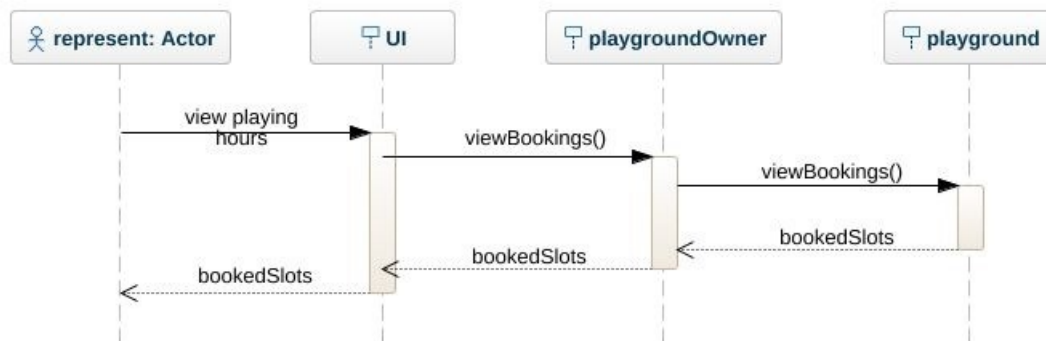 represent: Actor
UI
playgroundOwner
playground
view playing
hours
viewBookings()
viewBookings()
bookedSlots
bookedSlots
bookedSlots